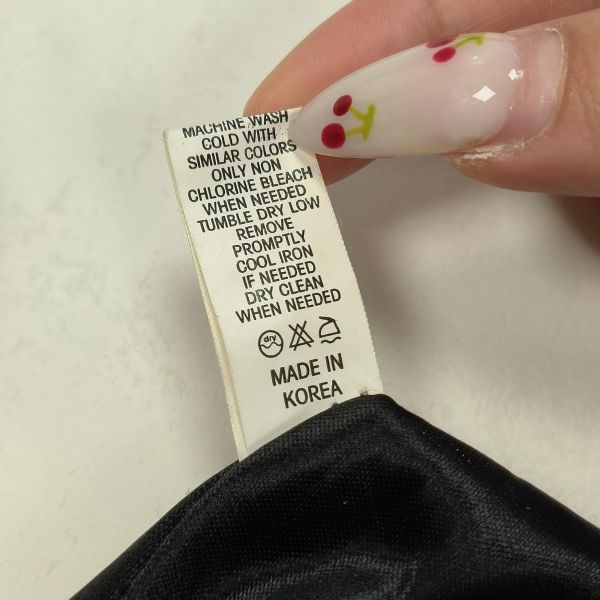 MACHINE WASH
COLD WITH
SIMILAR COLORS
ONLY NON
CHLORINE BLEACH
WHEN NEEDED
TUMBLE DRY LOW
REMOVE
PROMPTLY
COOL IRON
IF NEEDED
DRY CLEAN
WHEN NEEDED
dry
MADE IN
KOREA